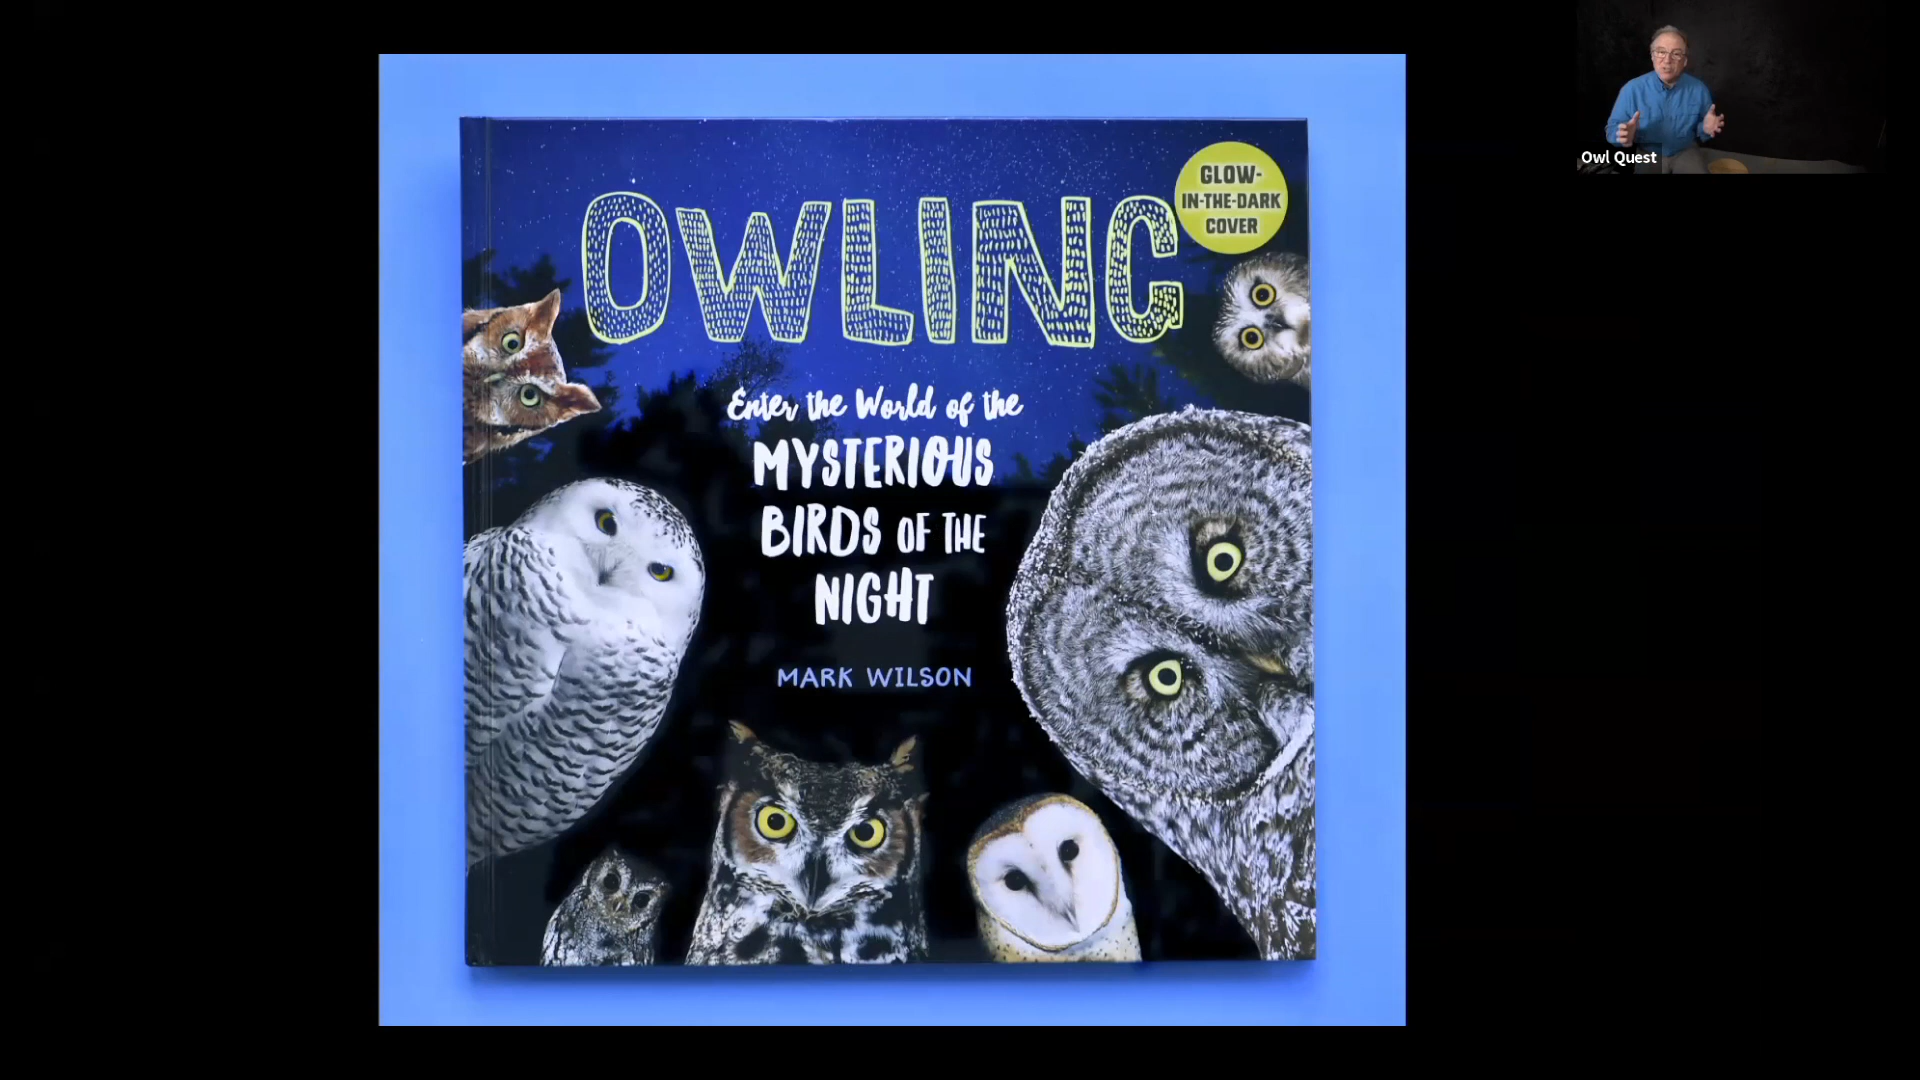 OWLING
GLOW-
IN-THE-DARK
COVER
Enter the World of the
MYSTERIOUS
BIRDS OF THE
NIGHT
MARK WILSON
Owl Quest